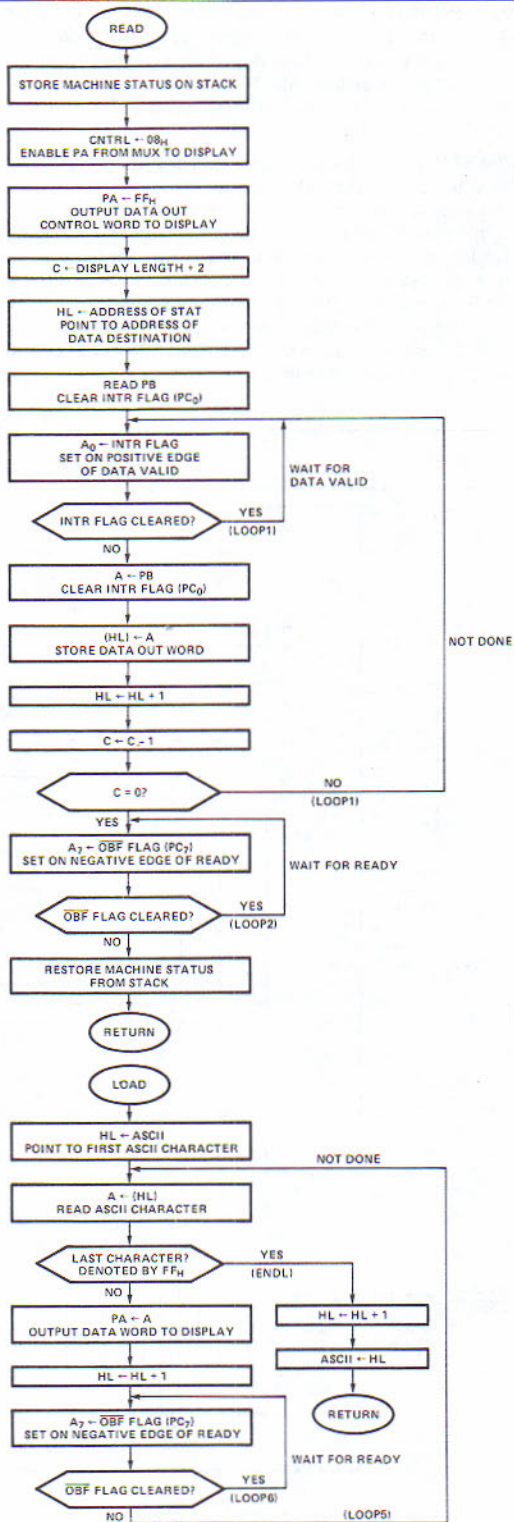 READ
STORE MACHINE STATUS ON STACK
CNTRL ← 08H
ENABLE PA FROM MUX TO DISPLAY
PA ← FFH
OUTPUT DATA OUT
CONTROL WORD TO DISPLAY
C ← DISPLAY LENGTH + 2
HL ← ADDRESS OF STAT
POINT TO ADDRESS OF
DATA DESTINATION
READ PB
CLEAR INTR FLAG (PC0)
A0 ← INTR FLAG
SET ON POSITIVE EDGE
OF DATA VALID
WAIT FOR
DATA VALID
INTR FLAG CLEARED?
YES
(LOOP1)
NO
A ← PB
CLEAR INTR FLAG (PC0)
(HL) ← A
STORE DATA OUT WORD
NOT DONE
HL ← HL + 1
C ← C - 1
C = 0?
NO
(LOOP1)
YES
A7 ← OBF FLAG (PC7)
SET ON NEGATIVE EDGE OF READY
WAIT FOR READY
OBF FLAG CLEARED?
YES
(LOOP2)
NO
RESTORE MACHINE STATUS
FROM STACK
RETURN
LOAD
HL ← ASCII
POINT TO FIRST ASCII CHARACTER
NOT DONE
A ← (HL)
READ ASCII CHARACTER
LAST CHARACTER?
DENOTED BY FFH
YES
(ENDL)
NO
PA ← A
OUTPUT DATA WORD TO DISPLAY
HL ← HL + 1
HL ← HL + 1
ASCII ← HL
A7 ← OBF FLAG (PC7)
SET ON NEGATIVE EDGE OF READY
RETURN
WAIT FOR READY
OBF FLAG CLEARED?
YES
(LOOP6)
NO
(LOOP5)